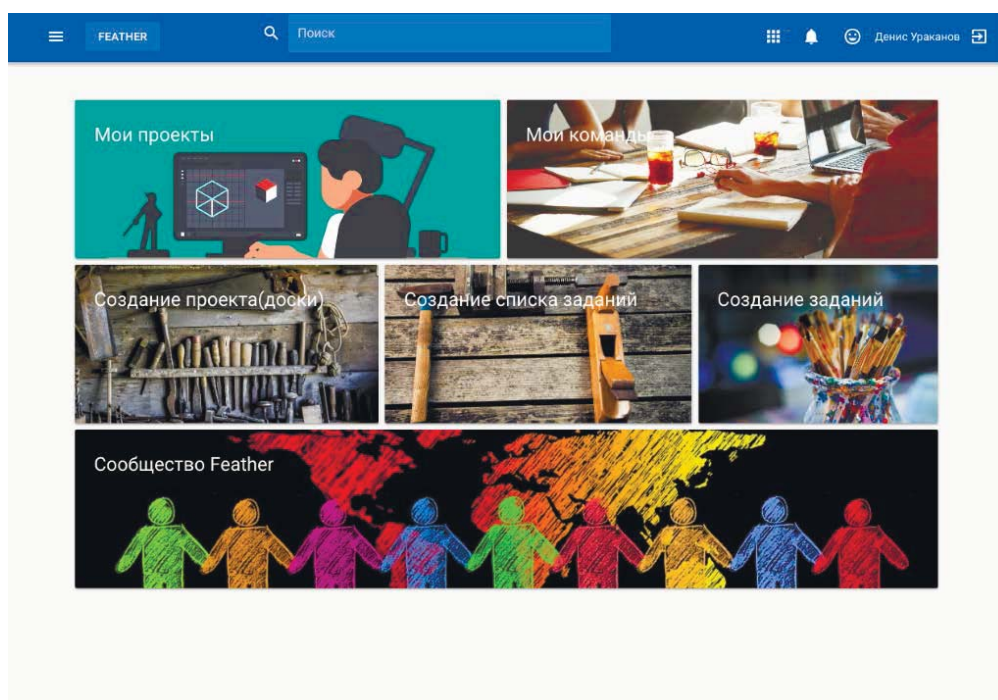 FEATHER
Поиск
Денис Ураканов
Мои проекты
Мои команды
Создание проекта(доски)
Создание списка заданий
Создание заданий
Сообщество Feather